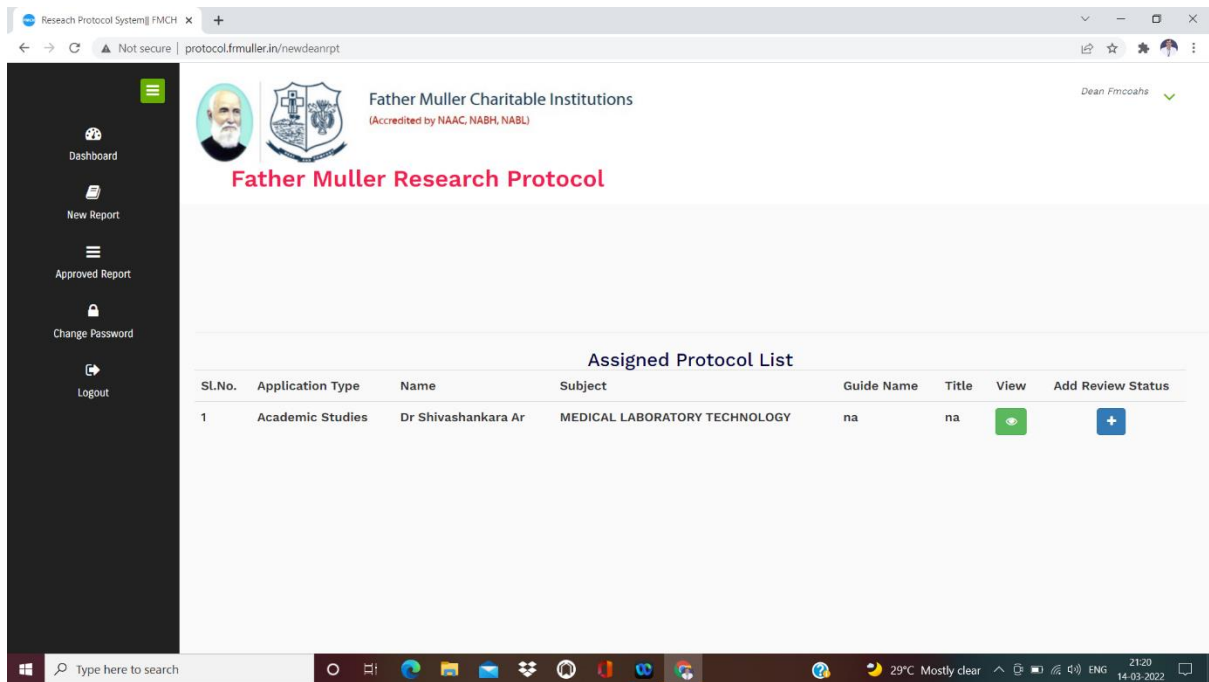 Reseach Protocol System|| FMCH
Not secure | protocol.frmuller.in/newdeanrpt
Father Muller Charitable Institutions
(Accredited by NAAC, NABH, NABL)
Dean Fmcoahs
Father Muller Research Protocol
Dashboard
New Report
Approved Report
Change Password
Logout
Assigned Protocol List
Sl.No. Application Type Name Subject Guide Name Title View Add Review Status
1 Academic Studies Dr Shivashankara Ar MEDICAL LABORATORY TECHNOLOGY na na
Type here to search
29°C Mostly clear ENG 21:20
14-03-2022